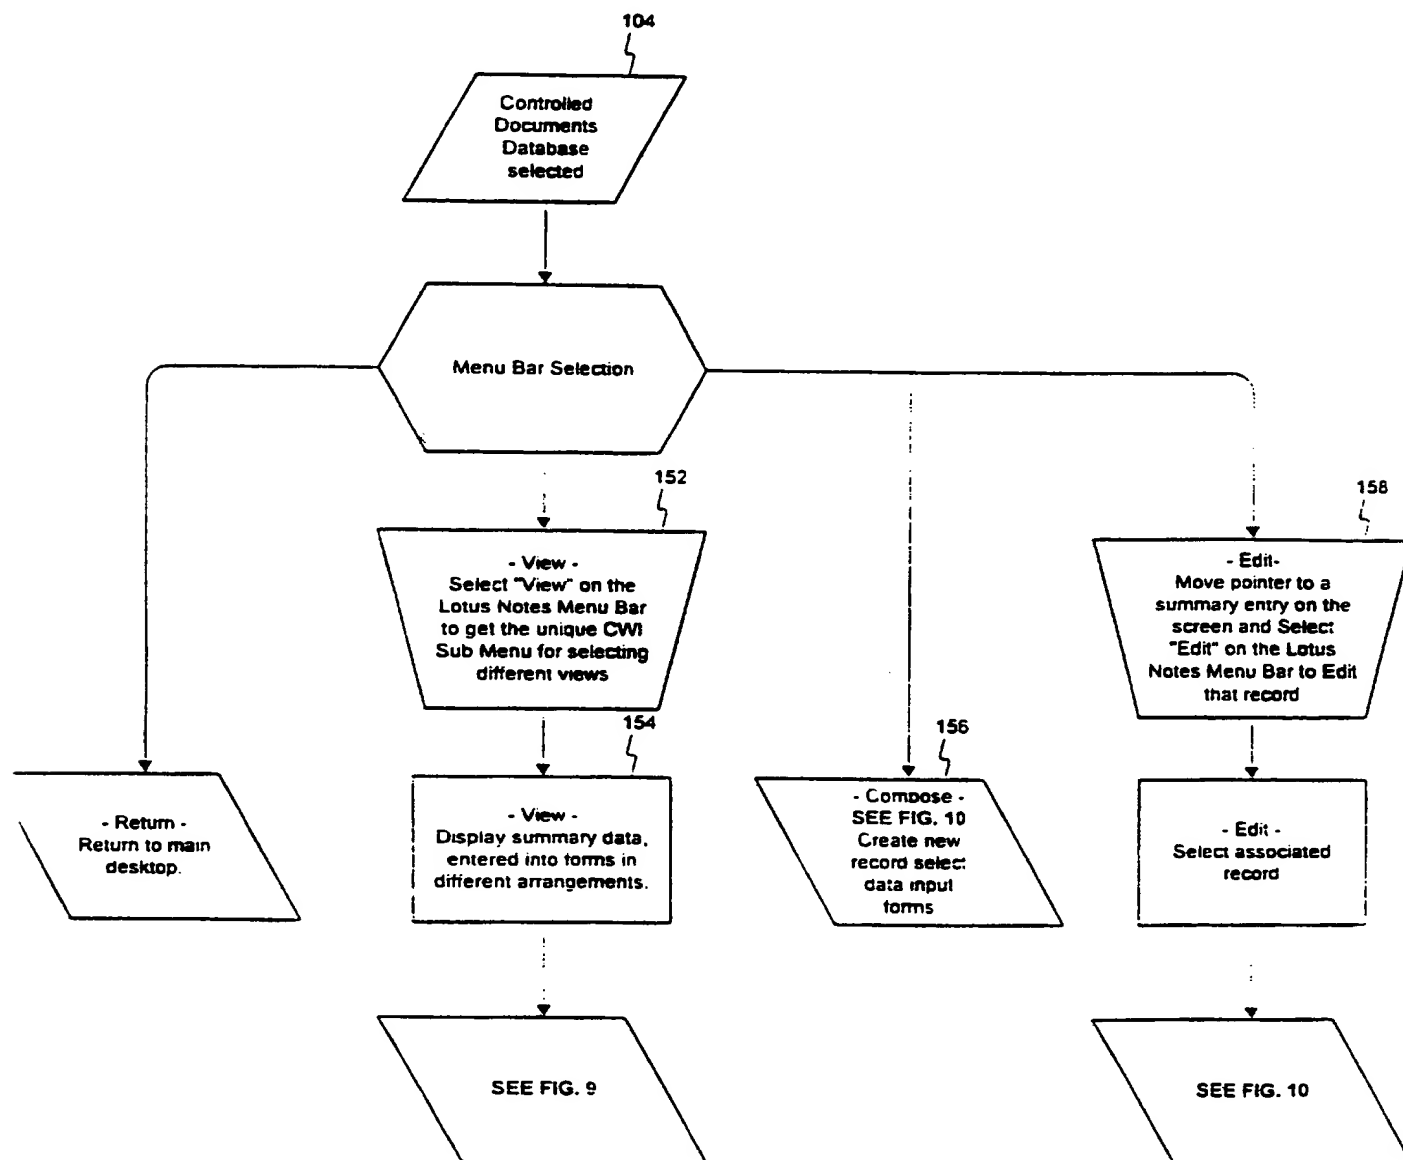 104
Controlled
Documents
Database
selected
Menu Bar Selection
152
- View -
Select "View" on the
Lotus Notes Menu Bar
to get the unique CWI
Sub Menu for selecting
different views
158
- Edit-
Move pointer to a
summary entry on the
screen and Select
"Edit" on the Lotus
Notes Menu Bar to Edit
that record
- Return -
Return to main
desktop.
154
- View -
Display summary data,
entered into forms in
different arrangements.
156
- Compose -
SEE FIG. 10
Create new
record select
data input
forms
- Edit -
Select associated
record
SEE FIG. 9
SEE FIG. 10